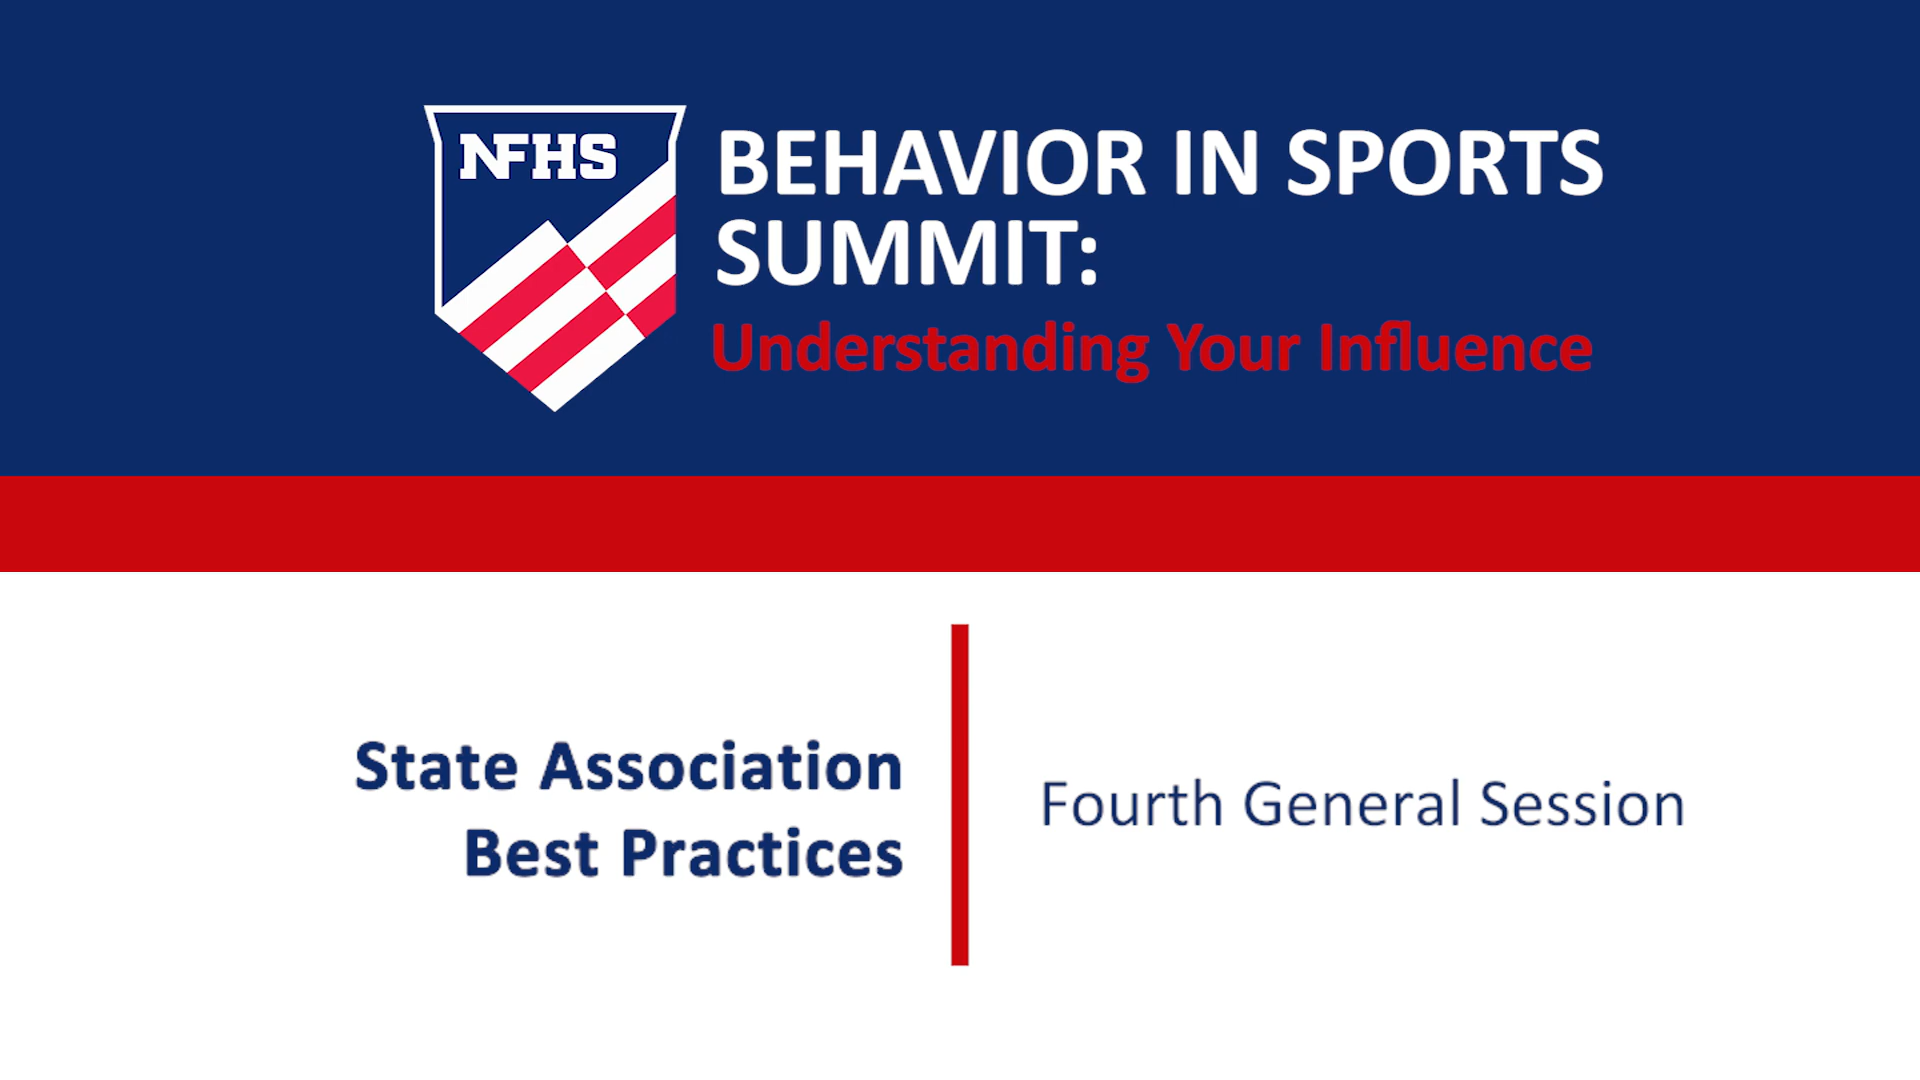 NFHS
BEHAVIOR IN SPORTS
SUMMIT:
Understanding Your Influence
State Association
Best Practices
Fourth General Session